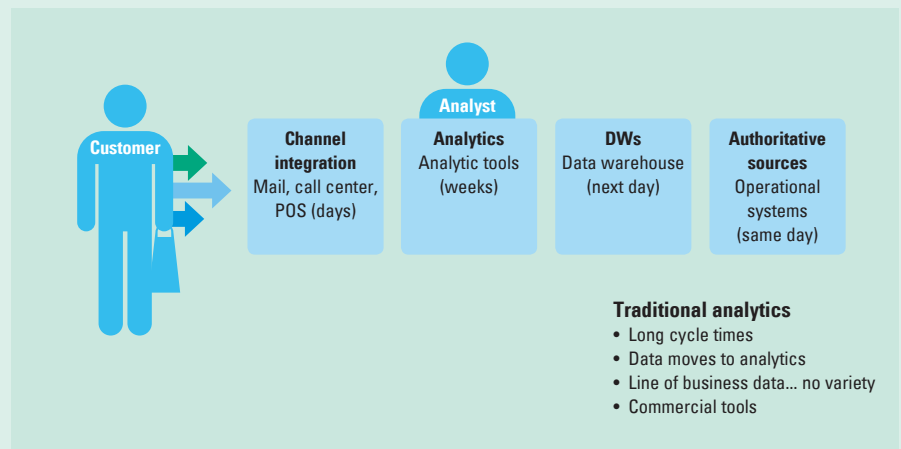 Customer
Channel
integration
Mail, call center,
POS (days)
Analyst
Analytics
Analytic tools
(weeks)
DWs
Data warehouse
(next day)
Authoritative
sources
Operational
systems
(same day)
Traditional analytics
• Long cycle times
• Data moves to analytics
• Line of business data... no variety
• Commercial tools